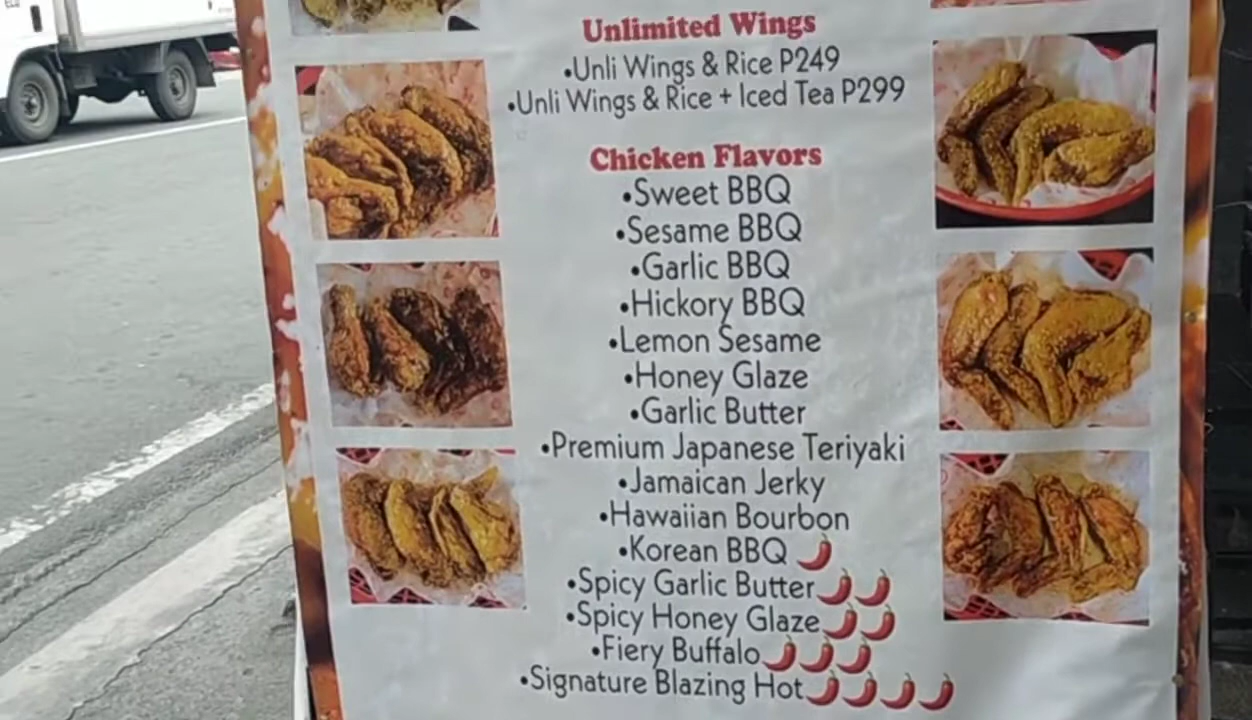 Unlimited Wings
•Unli Wings & Rice P249
•Unli Wings & Rice + Iced Tea P299
Chicken Flavors
•Sweet BBQ
•Sesame BBQ
•Garlic BBQ
•Hickory BBQ
•Lemon Sesame
•Honey Glaze
•Garlic Butter
•Premium Japanese Teriyaki
•Jamaican Jerky
•Hawaiian Bourbon
•Korean BBQ
•Spicy Garlic Butter
•Spicy Honey Glaze
•Fiery Buffalo
•Signature Blazing Hot